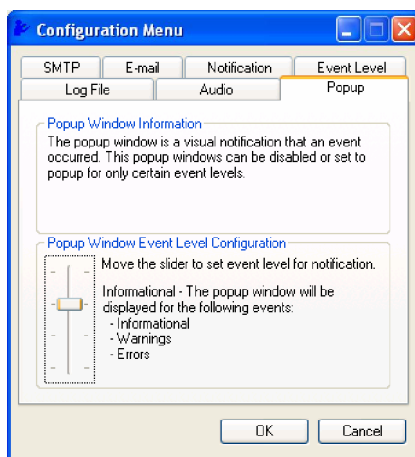 Configuration Menu
SMTP E-mail Notification Event Level
Log File Audio Popup
Popup Window Information
The popup window is a visual notification that an event
occurred. This popup windows can be disabled or set to
popup for only certain event levels.
Popup Window Event Level Configuration
Move the slider to set event level for notification.
Informational - The popup window will be
displayed for the following events:
- Informational
- Warnings
- Errors
OK Cancel